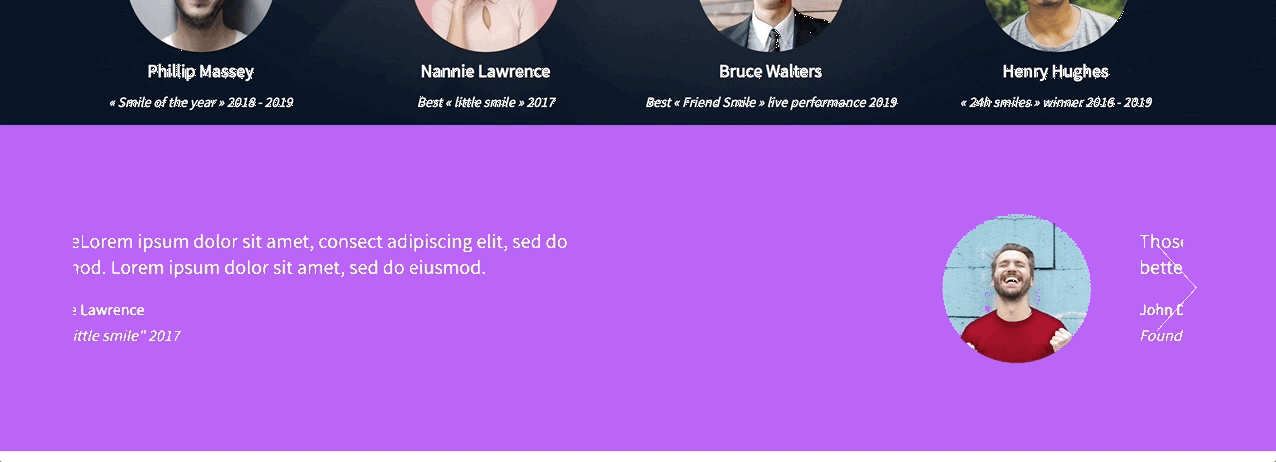 Phillip Massey
Nannie Lawrence
Bruce Walters
Henry Hughes
« Smile of the year » 2018 - 2019
Best « little smile » 2017
Best « Friend Smile » live performance 2019
« 24h smiles » winner 2016 - 2019
eLorem ipsum dolor sit amet, consect adipiscing elit, sed do
nod. Lorem ipsum dolor sit amet, sed do eiusmod.
e Lawrence
ittle smile" 2017
Those
bette
John D
Found